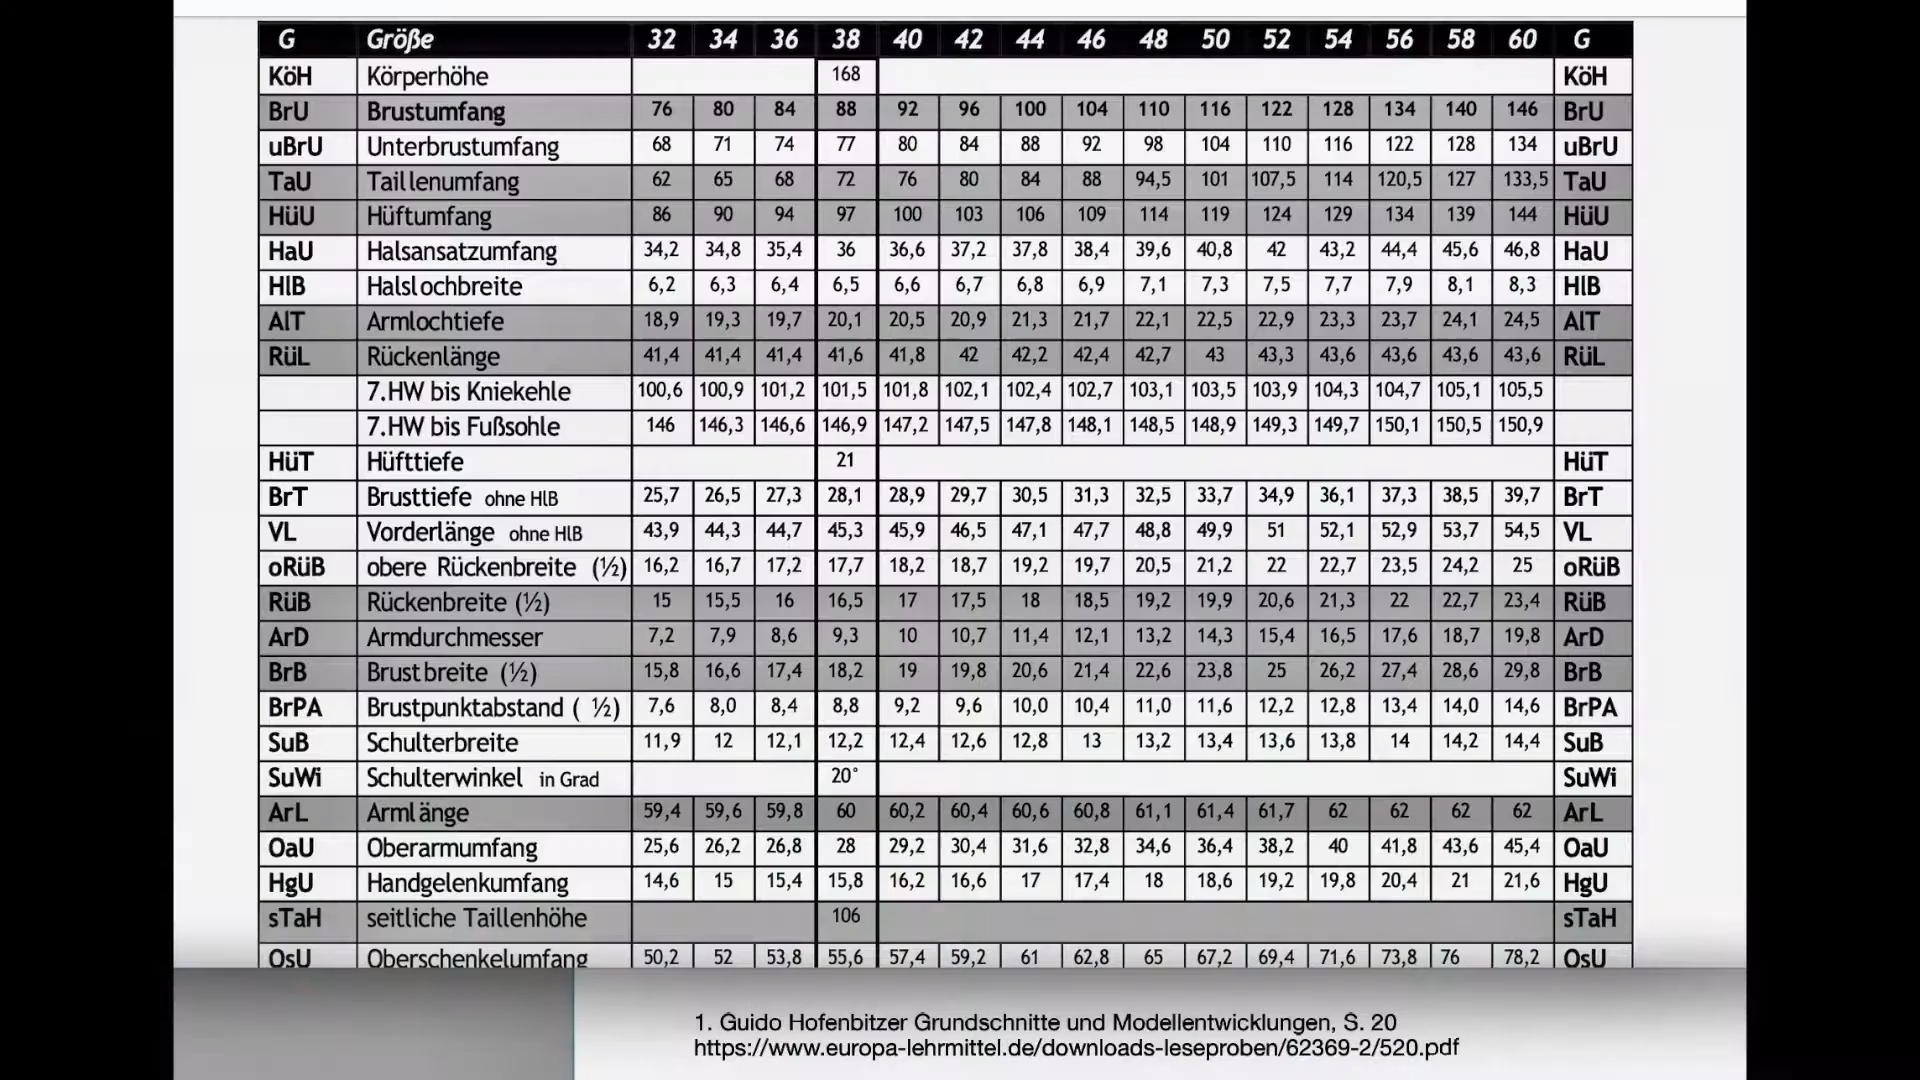 G Größe 32 34 36 38 40 42 44 46 48 50 52 54 56 58 60 G
KöH Körperhöhe 168 KöH
BrU Brustumfang 76 80 84 88 92 96 100 104 110 116 122 128 134 140 146 BrU
uBrU Unterbrustumfang 68 71 74 77 80 84 88 92 98 104 110 116 122 128 134 uBrU
TaU Taillenumfang 62 65 68 72 76 80 84 88 94,5 101 107,5 114 120,5 127 133,5 TaU
HüU Hüftumfang 86 90 94 97 100 103 106 109 114 119 124 129 134 139 144 HüU
HaU Halsansatzumfang 34,2 34,8 35,4 36 36,6 37,2 37,8 38,4 39,6 40,8 42 43,2 44,4 45,6 46,8 HaU
HlB Halslochbreite 6,2 6,3 6,4 6,5 6,6 6,7 6,8 6,9 7,1 7,3 7,5 7,7 7,9 8,1 8,3 HlB
AlT Armlochtiefe 18,9 19,3 19,7 20,1 20,5 20,9 21,3 21,7 22,1 22,5 22,9 23,3 23,7 24,1 24,5 AlT
RüL Rückenlänge 41,4 41,4 41,4 41,6 41,8 42 42,2 42,4 42,7 43 43,3 43,6 43,6 43,6 43,6 RüL
7.HW bis Kniekehle 100,6 100,9 101,2 101,5 101,8 102,1 102,4 102,7 103,1 103,5 103,9 104,3 104,7 105,1 105,5
7.HW bis Fußsohle 146 146,3 146,6 146,9 147,2 147,5 147,8 148,1 148,5 148,9 149,3 149,7 150,1 150,5 150,9
HüT Hüfttiefe 21 HüT
BrT Brusttiefe ohne HlB 25,7 26,5 27,3 28,1 28,9 29,7 30,5 31,3 32,5 33,7 34,9 36,1 37,3 38,5 39,7 BrT
VL Vorderlänge ohne HlB 43,9 44,3 44,7 45,3 45,9 46,5 47,1 47,7 48,8 49,9 51 52,1 52,9 53,7 54,5 VL
oRüB obere Rückenbreite (½) 16,2 16,7 17,2 17,7 18,2 18,7 19,2 19,7 20,5 21,2 22 22,7 23,5 24,2 25 oRüB
RüB Rückenbreite (½) 15 15,5 16 16,5 17 17,5 18 18,5 19,2 19,9 20,6 21,3 22 22,7 23,4 RüB
ArD Armdurchmesser 7,2 7,9 8,6 9,3 10 10,7 11,4 12,1 13,2 14,3 15,4 16,5 17,6 18,7 19,8 ArD
BrB Brustbreite (½) 15,8 16,6 17,4 18,2 19 19,8 20,6 21,4 22,6 23,8 25 26,2 27,4 28,6 29,8 BrB
BrPA Brustpunktabstand ( ½) 7,6 8,0 8,4 8,8 9,2 9,6 10,0 10,4 11,0 11,6 12,2 12,8 13,4 14,0 14,6 BrPA
SuB Schulterbreite 11,9 12 12,1 12,2 12,4 12,6 12,8 13 13,2 13,4 13,6 13,8 14 14,2 14,4 SuB
SuWi Schulterwinkel in Grad 20° SuWi
ArL Armlänge 59,4 59,6 59,8 60 60,2 60,4 60,6 60,8 61,1 61,4 61,7 62 62 62 62 ArL
OaU Oberarmumfang 25,6 26,2 26,8 28 29,2 30,4 31,6 32,8 34,6 36,4 38,2 40 41,8 43,6 45,4 OaU
HgU Handgelenkumfang 14,6 15 15,4 15,8 16,2 16,6 17 17,4 18 18,6 19,2 19,8 20,4 21 21,6 HgU
sTaH seitliche Taillenhöhe 106 sTaH
OsU Oberschenkelumfang 50,2 52 53,8 55,6 57,4 59,2 61 62,8 65 67,2 69,4 71,6 73,8 76 78,2 OsU
1. Guido Hofenbitzer Grundschnitte und Modellentwicklungen, S. 20
https://www.europa-lehrmittel.de/downloads-leseproben/62369-2/520.pdf